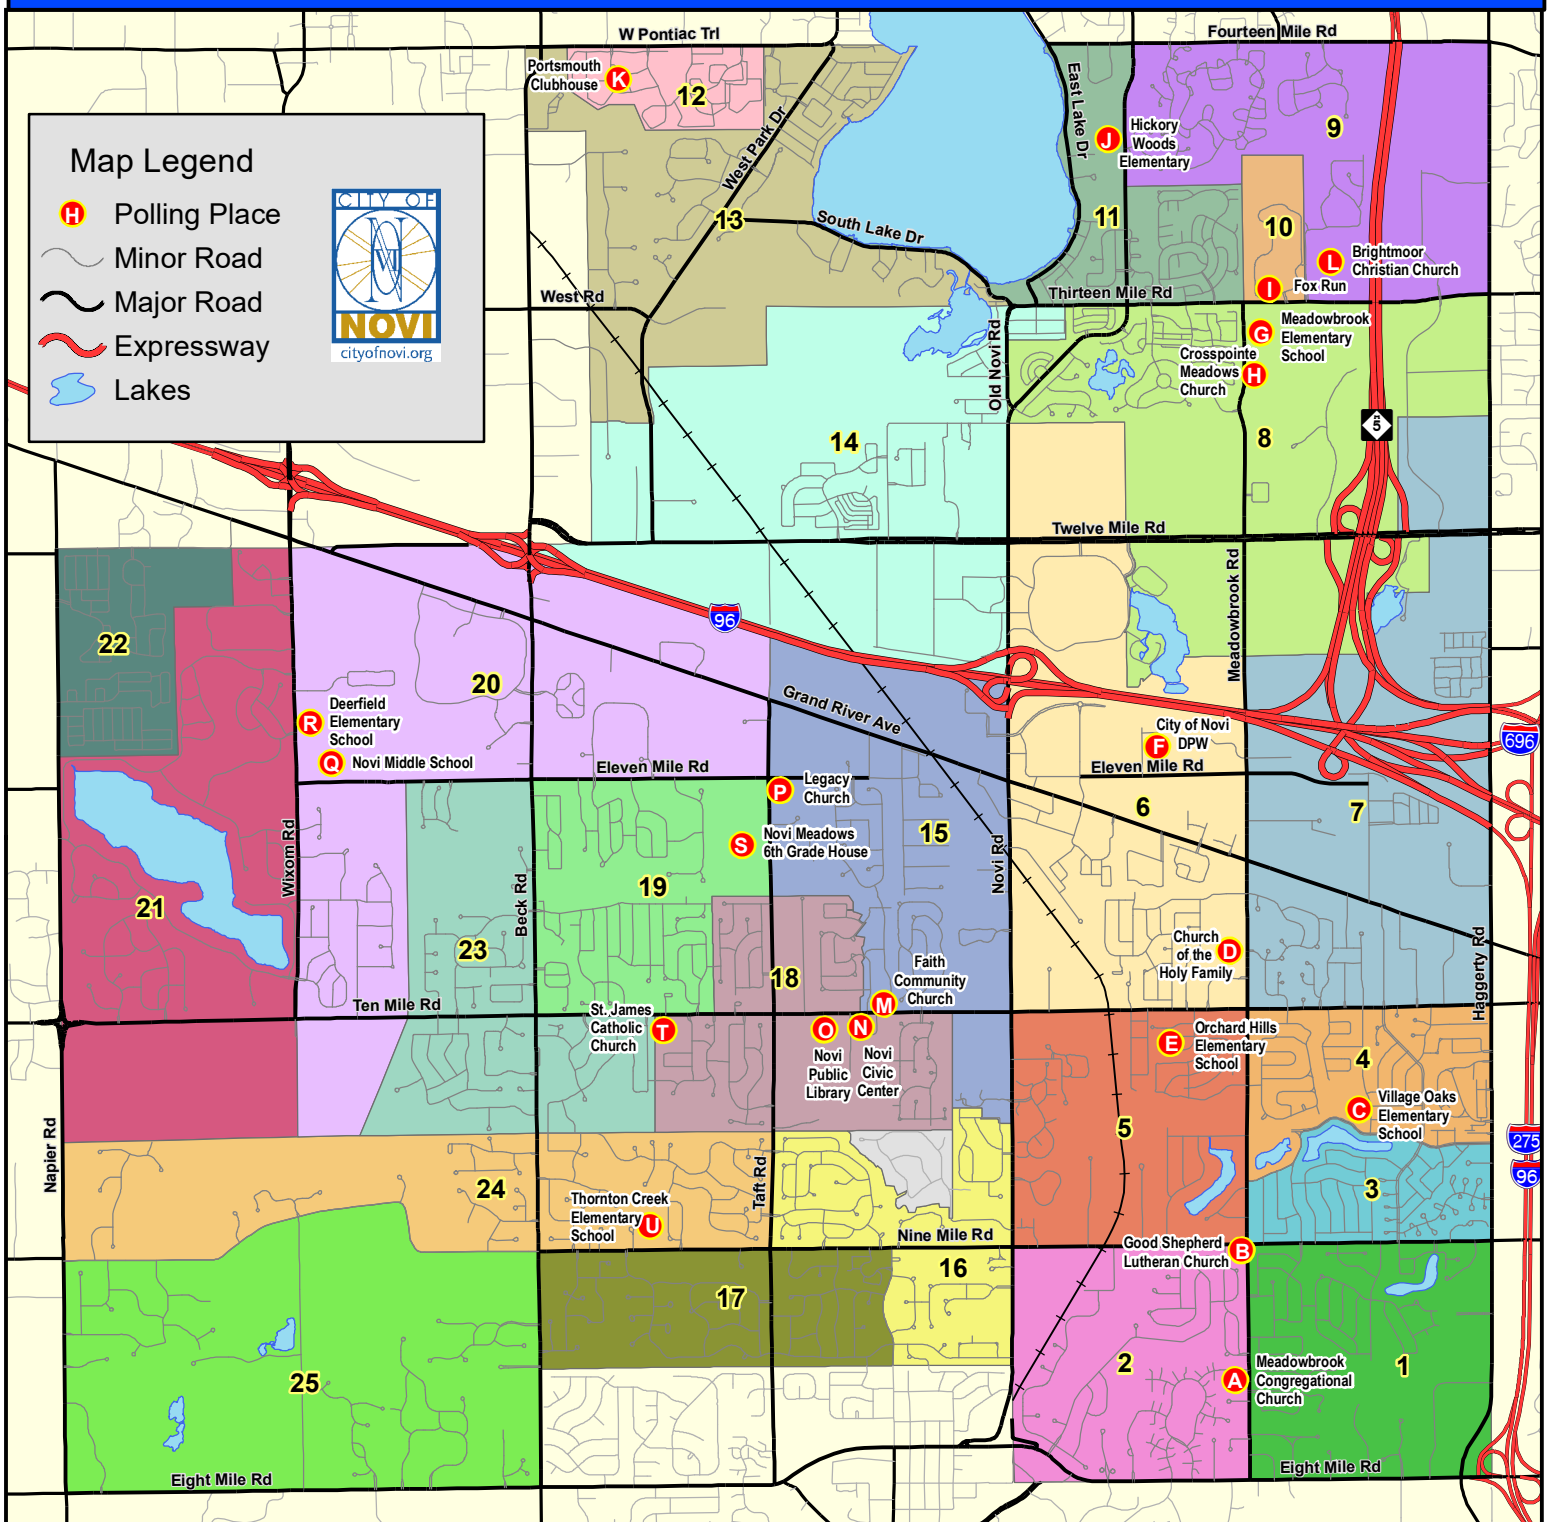 W Pontiac Trl
Fourteen Mile Rd
Portsmouth
Clubhouse
K
12
East Lake Dr
9
J
Hickory
Woods
Elementary
Map Legend
H Polling Place
Minor Road
Major Road
Expressway
Lakes
CITY OF
NOVI
cityofnovi.org
West Park Dr
13
South Lake Dr
11
10
L
Brightmoor
Christian Church
I
Fox Run
West Rd
Thirteen Mile Rd
Old Novi Rd
G
Meadowbrook
Elementary
School
Crosspointe
Meadows
Church
H
M
5
14
8
Twelve Mile Rd
Meadowbrook Rd
22
96
20
Grand River Ave
R
Deerfield
Elementary
School
Q
Novi Middle School
City of Novi
DPW
F
696
Eleven Mile Rd
Eleven Mile Rd
P
Legacy
Church
6
7
S
Novi Meadows
6th Grade House
15
Wixom Rd
Beck Rd
Novi Rd
19
21
23
18
Faith
Community
Church
M
Church
of the
Holy Family
D
Haggerty Rd
Ten Mile Rd
St. James
Catholic
Church
T
O
Novi
Public
Library
N
Novi
Civic
Center
E
Orchard Hills
Elementary
School
4
C
Village Oaks
Elementary
School
5
275
96
Napier Rd
24
Taft Rd
3
Thornton Creek
Elementary
School
U
Nine Mile Rd
Good Shepherd
Lutheran Church
B
16
17
2
1
A
Meadowbrook
Congregational
Church
25
Eight Mile Rd
Eight Mile Rd